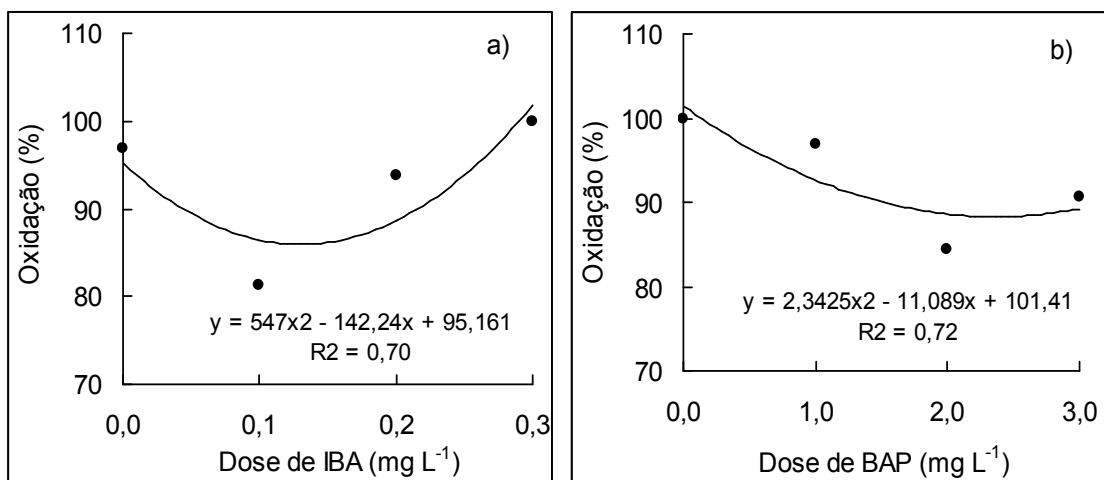 a)
Oxidação (%)
110
100
90
80
70
y = 547x2 - 142,24x + 95,161
R2 = 0,70
0,0 0,1 0,2 0,3
Dose de IBA (mg L⁻¹)
b)
Oxidação (%)
110
100
90
80
70
y = 2,3425x2 - 11,089x + 101,41
R2 = 0,72
0,0 1,0 2,0 3,0
Dose de BAP (mg L⁻¹)